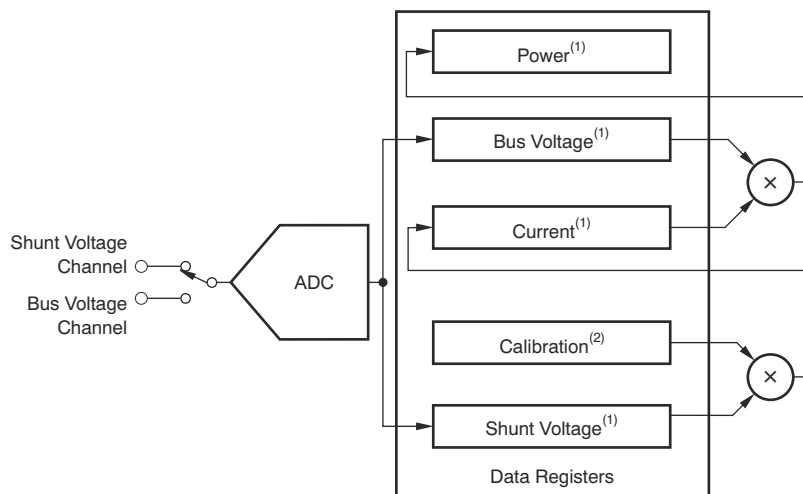 Power(1)
Bus Voltage(1)
×
Current(1)
Shunt Voltage
Channel
ADC
Bus Voltage
Channel
Calibration(2)
×
Shunt Voltage(1)
Data Registers